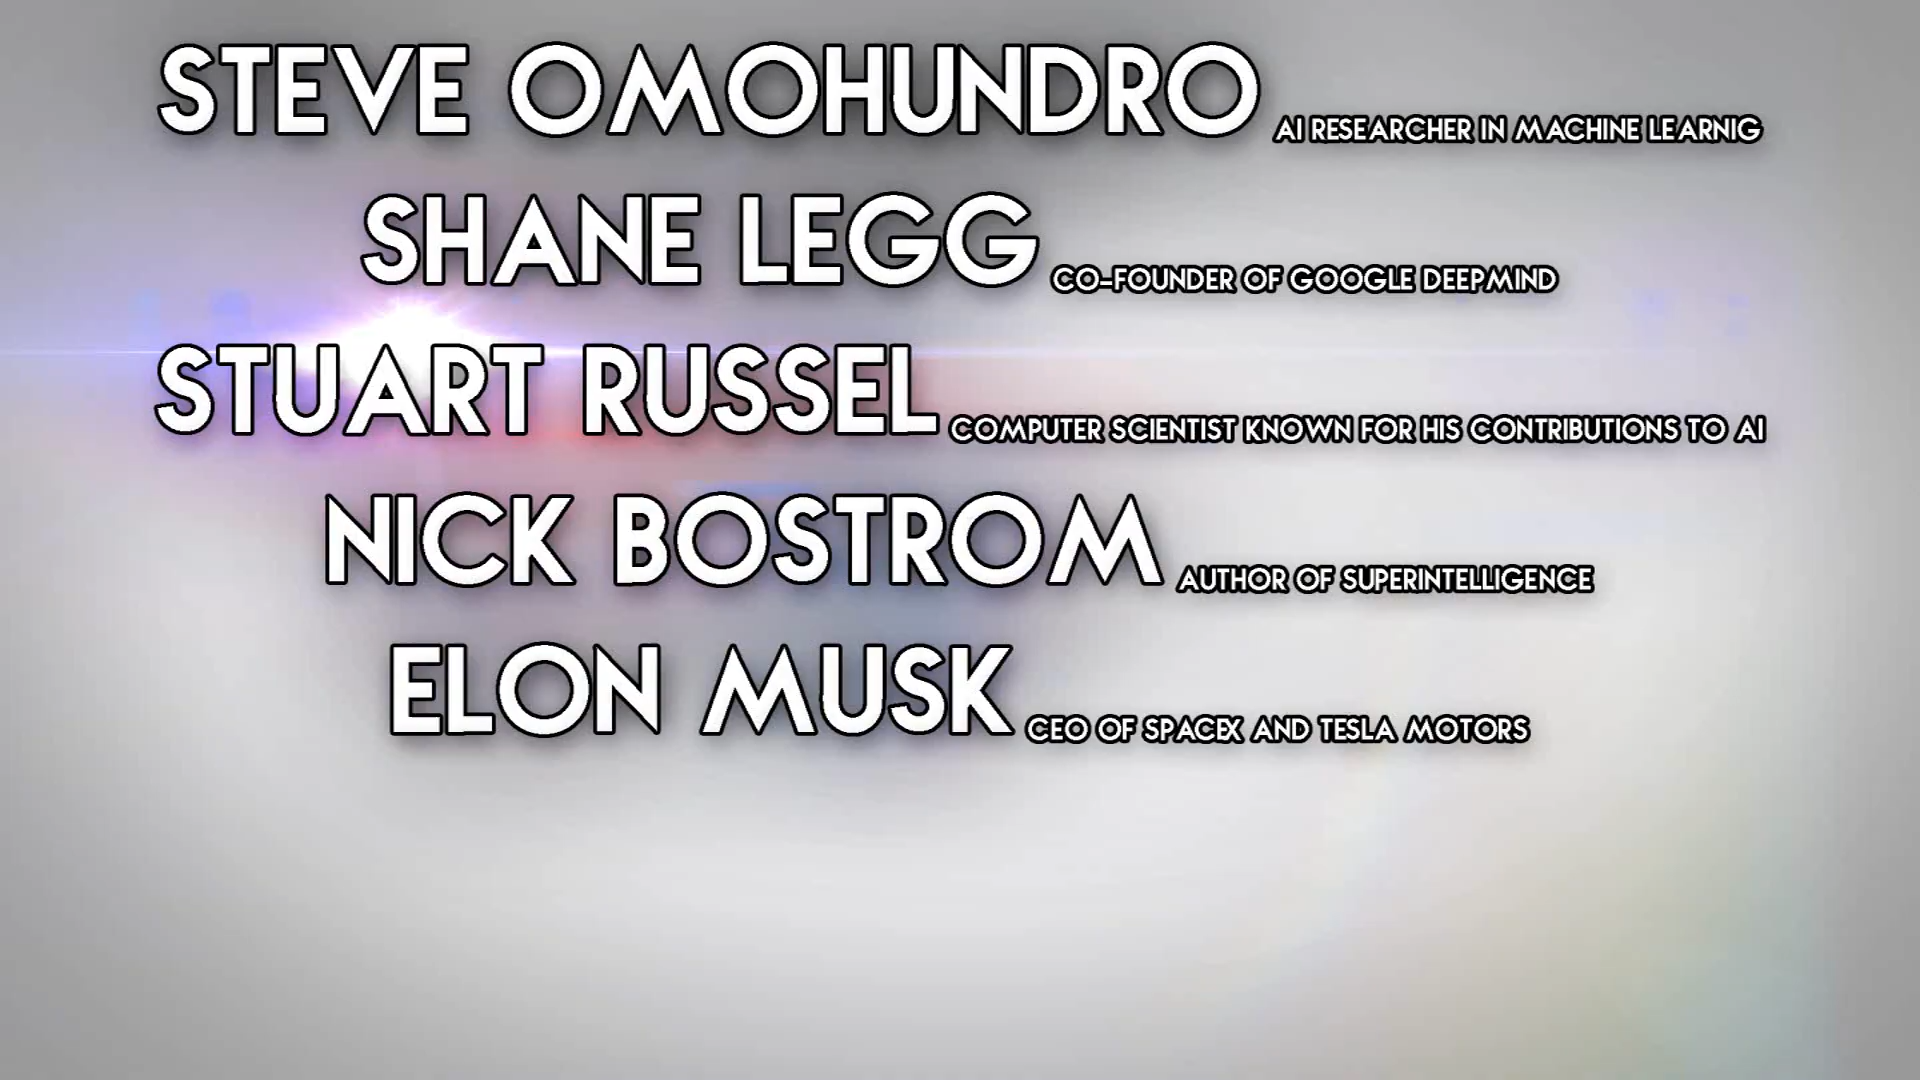 STEVE OMOHUNDRO AI RESEARCHER IN MACHINE LEARNIG
SHANE LEGG CO-FOUNDER OF GOOGLE DEEPMIND
STUART RUSSEL COMPUTER SCIENTIST KNOWN FOR HIS CONTRIBUTIONS TO AI
NICK BOSTROM AUTHOR OF SUPERINTELLIGENCE
ELON MUSK CEO OF SPACEX AND TESLA MOTORS